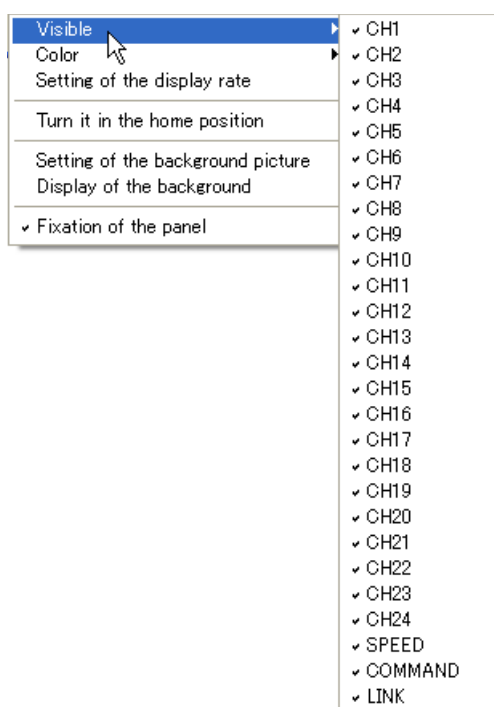 Visible
Color
Setting of the display rate
Turn it in the home position
Setting of the background picture
Display of the background
Fixation of the panel
CH1
CH2
CH3
CH4
CH5
CH6
CH7
CH8
CH9
CH10
CH11
CH12
CH13
CH14
CH15
CH16
CH17
CH18
CH19
CH20
CH21
CH22
CH23
CH24
SPEED
COMMAND
LINK